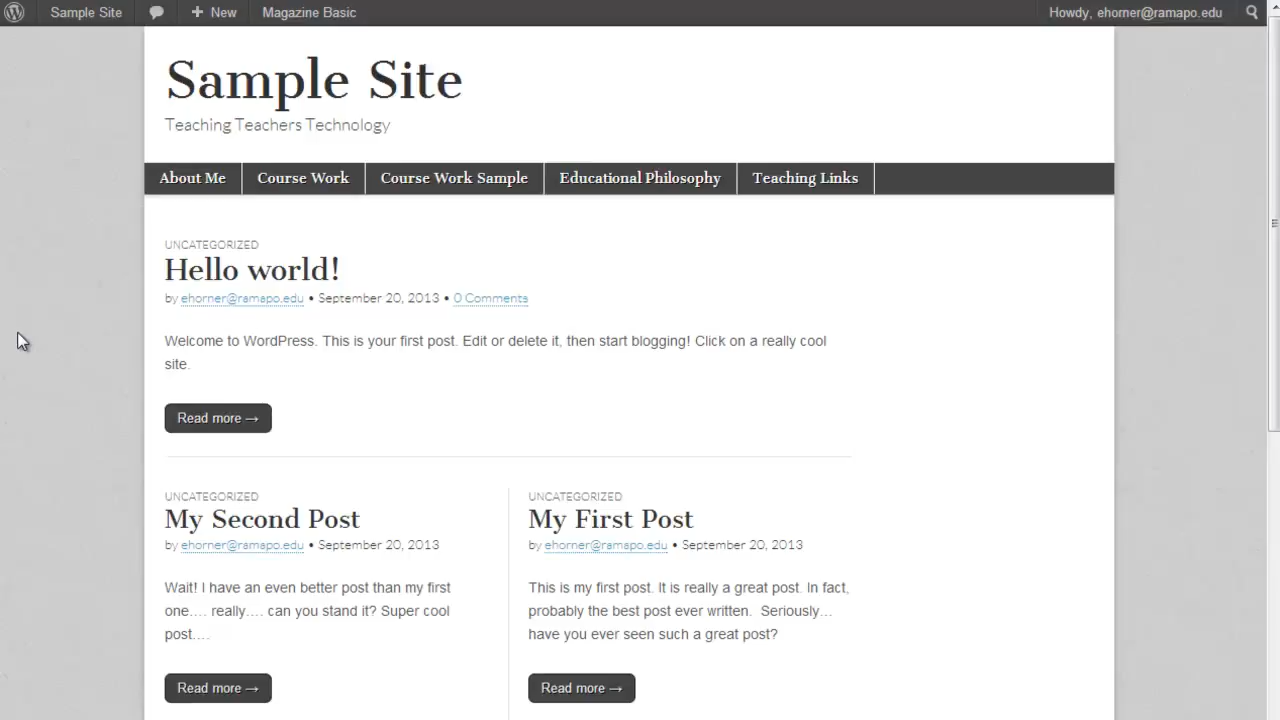 Sample Site New Magazine Basic Howdy, ehorner@ramapo.edu
Sample Site
Teaching Teachers Technology
About Me Course Work Course Work Sample Educational Philosophy Teaching Links
UNCATEGORIZED
Hello world!
by ehorner@ramapo.edu • September 20, 2013 • 0 Comments
Welcome to WordPress. This is your first post. Edit or delete it, then start blogging! Click on a really cool
site.
Read more →
UNCATEGORIZED
My Second Post
by ehorner@ramapo.edu • September 20, 2013
Wait! I have an even better post than my first
one.... really.... can you stand it? Super cool
post....
Read more →
UNCATEGORIZED
My First Post
by ehorner@ramapo.edu • September 20, 2013
This is my first post. It is really a great post. In fact,
probably the best post ever written.  Seriously...
have you ever seen such a great post?
Read more →